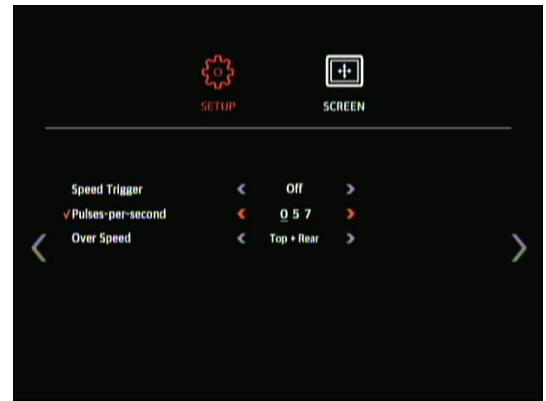 SETUP SCREEN
Speed Trigger < Off >
√Pulses-per-second < 0 5 7 >
Over Speed < Top + Rear >